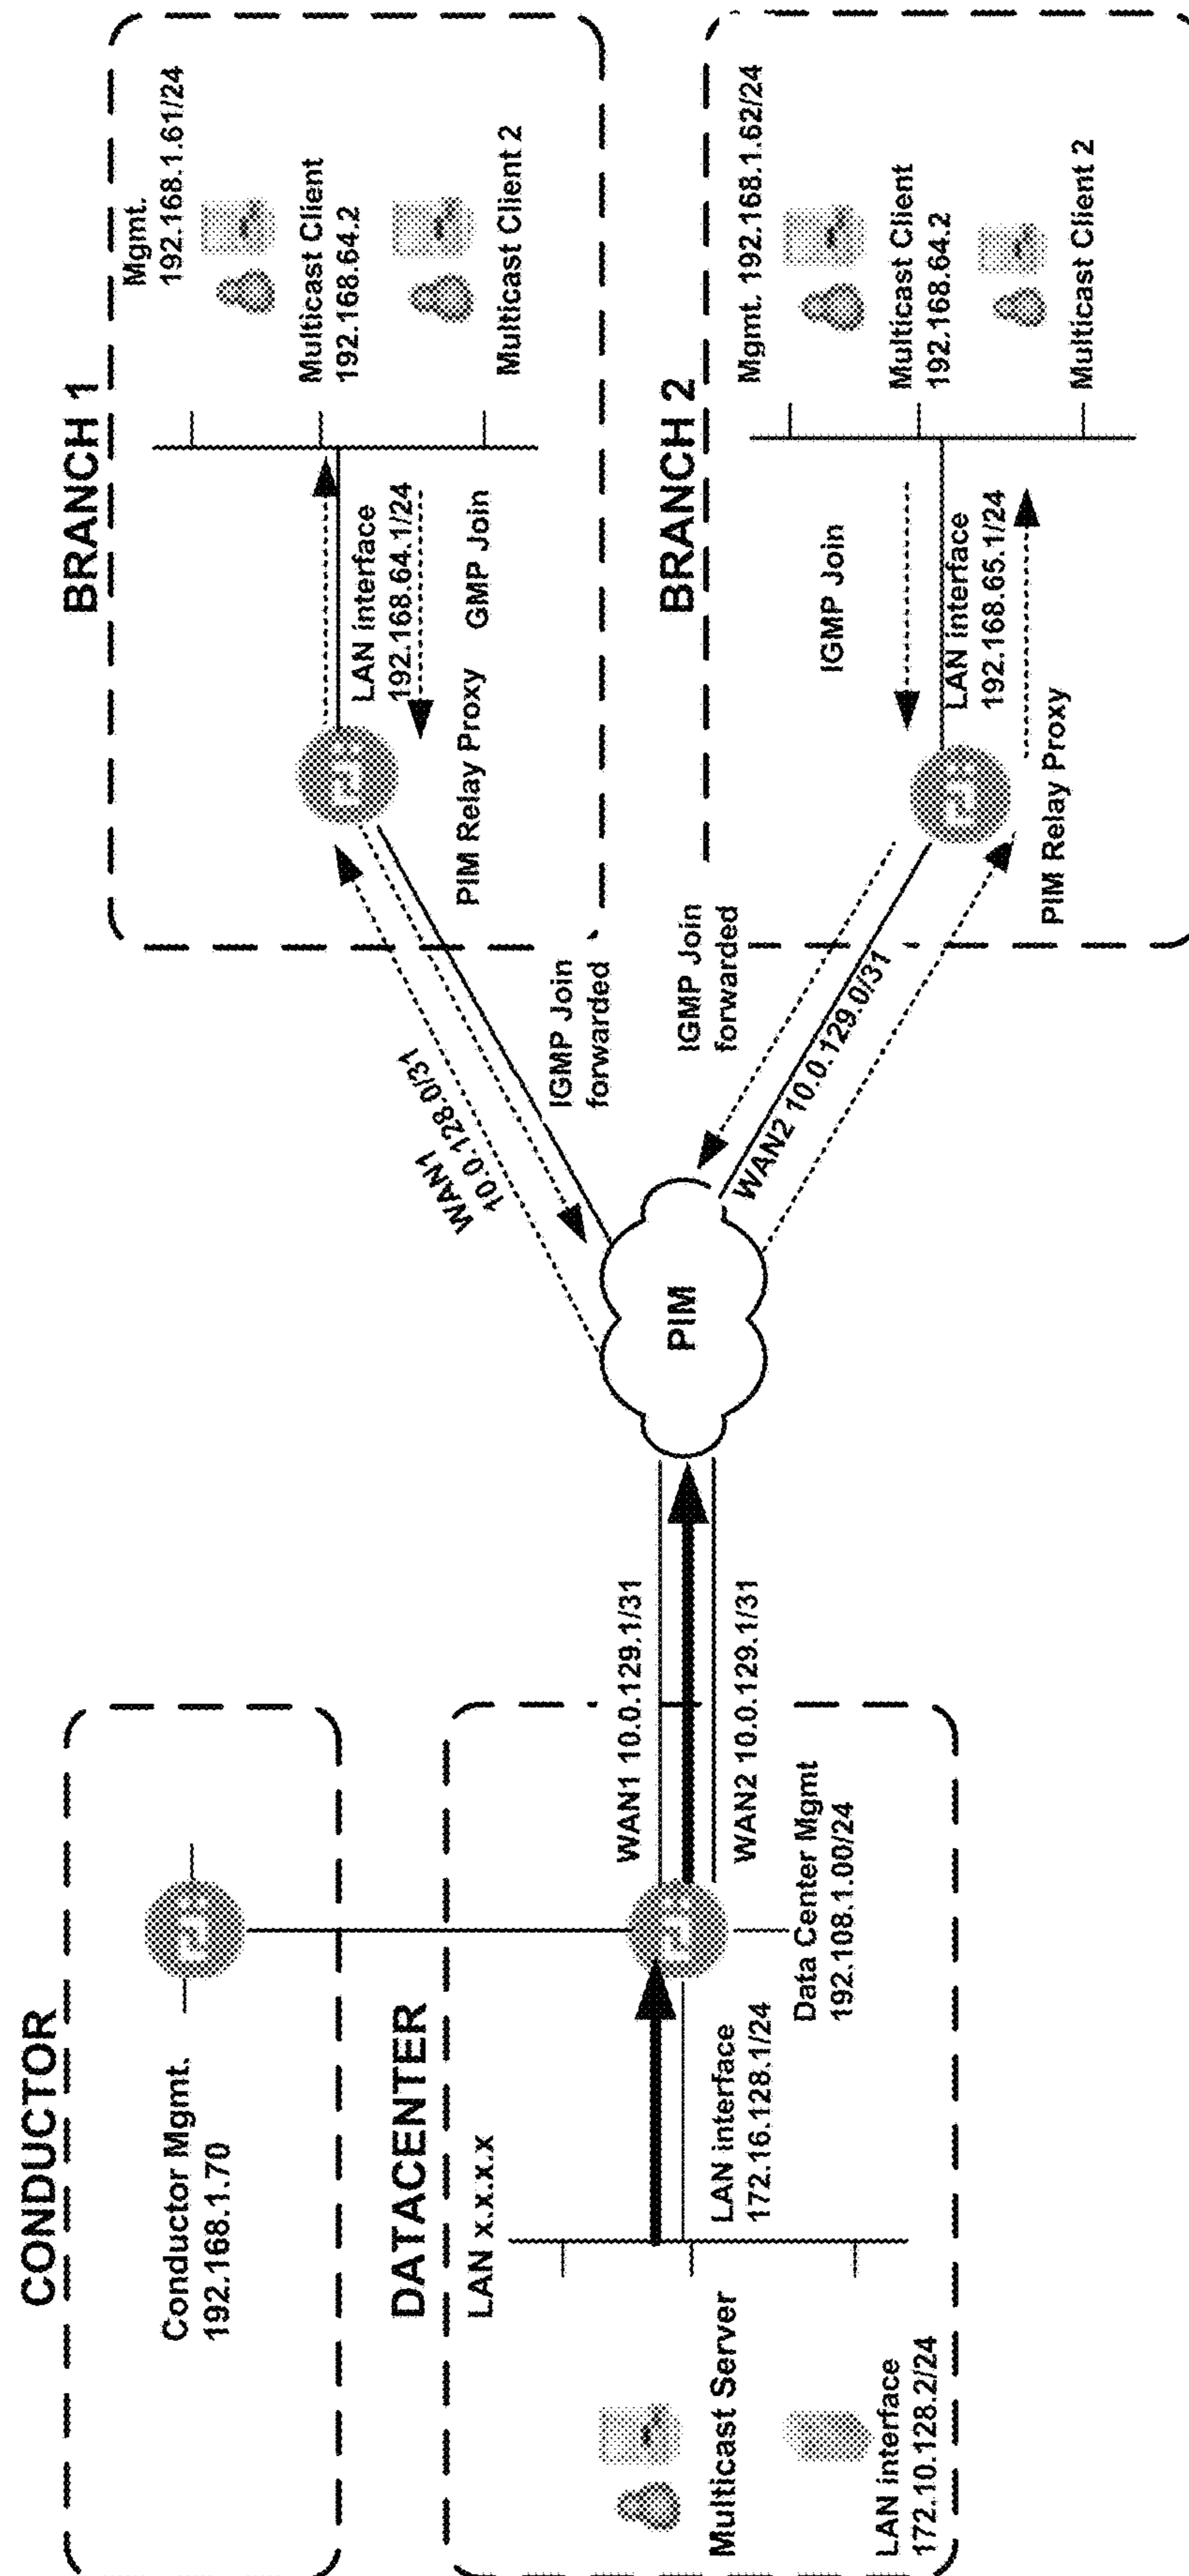 CONDUCTOR
Conductor Mgmt.
192.168.1.70
DATACENTER
LAN x.x.x.x
Multicast Server
LAN interface
172.10.128.2/24
LAN interface
172.16.128.1/24
Data Center Mgmt
192.108.1.00/24
WAN1 10.0.129.1/31
WAN2 10.0.129.1/31
PIM
WAN1
10.0.128.0/31
IGMP Join
forwarded
IGMP Join
forwarded
WAN2 10.0.129.0/31
BRANCH 1
Mgmt.
192.168.1.61/24
Multicast Client
192.168.64.2
Multicast Client 2
LAN interface
192.168.64.1/24
PIM Relay Proxy
GMP Join
BRANCH 2
Mgmt. 192.168.1.62/24
Multicast Client
192.168.64.2
Multicast Client 2
IGMP Join
LAN interface
192.168.65.1/24
PIM Relay Proxy